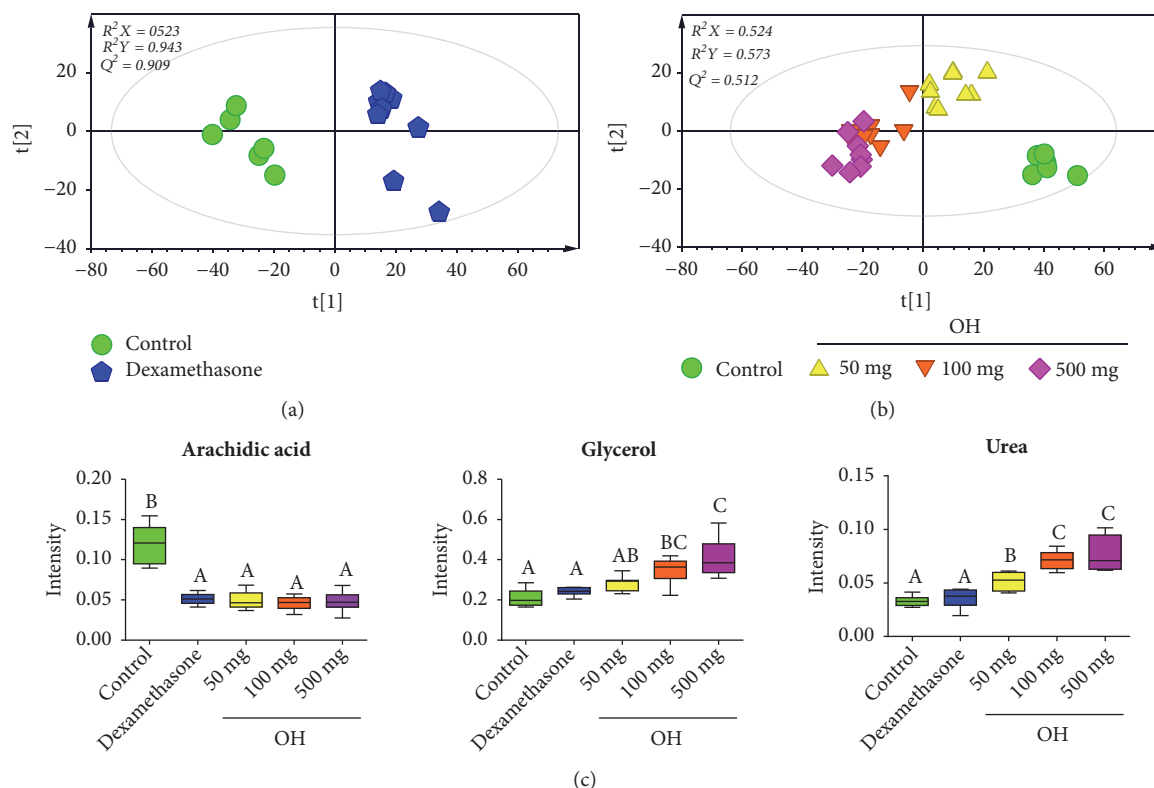 R²X = 0523
R²Y = 0.943
Q² = 0.909
20
0
−20
−40
t[2]
−80 −60 −40 −20 0 20 40 60
t[1]
Control
Dexamethasone
(a)
R²X = 0.524
R²Y = 0.573
Q² = 0.512
20
0
−20
−40
t[2]
−80 −60 −40 −20 0 20 40 60
t[1]
OH
Control 50 mg 100 mg 500 mg
(b)
Arachidic acid
0.20
0.15
0.10
0.05
0.00
Intensity
B A A A A
Control Dexamethasone 50 mg 100 mg 500 mg
OH
Glycerol
0.8
0.6
0.4
0.2
0.0
Intensity
A A AB BC C
Control Dexamethasone 50 mg 100 mg 500 mg
OH
Urea
0.15
0.10
0.05
0.00
Intensity
A A B C C
Control Dexamethasone 50 mg 100 mg 500 mg
OH
(c)